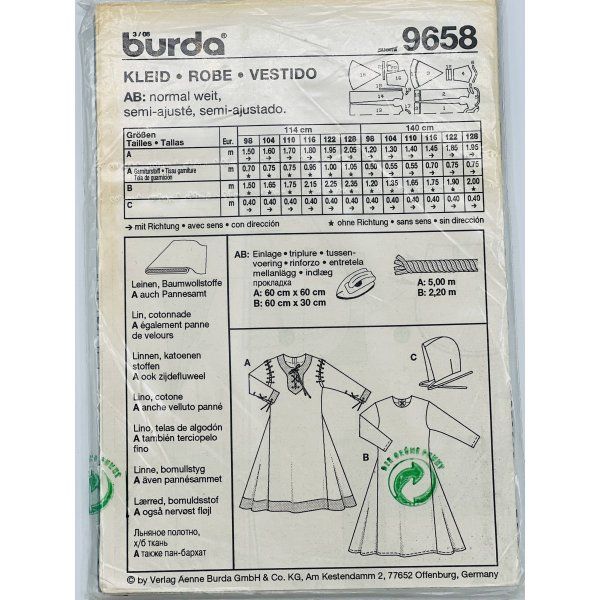 3/06
burda®
9658
KLEID • ROBE • VESTIDO
AB: normal weit,
semi-ajusté, semi-ajustado.
Größen 114 cm 140 cm
Tailles • Tallas Eur. 98 104 110 116 122 128 98 104 110 116 122 128
A m 1.50 1.60 1.70 1.80 1.95 2.05 1.20 1.30 1.40 1.45 1.85 1.95
A Garniturstoff • Tissu garniture
Tela de guarnición m 0.70 0.75 0.95 1.00 1.05 0.50 0.55 0.55 0.70 0.75
B m 1.50 1.65 1.75 2.15 2.25 2.35 1.20 1.35 1.65 1.75 1.90 2.00
C m 0.40 0.40 0.40 0.40 0.40 0.40 0.40 0.40 0.40 0.40 0.40 0.40
→ mit Richtung • avec sens • con dirección ★ ohne Richtung • sans sens • sin dirección
AB: Einlage • triplure • tussen-
voering • rinforzo • entretela
mellanlägg • indlæg
прокладка
A: 60 cm x 60 cm
B: 60 cm x 30 cm
A: 5,00 m
B: 2,20 m
Leinen, Baumwollstoffe
A auch Pannesamt
Lin, cotonnade
A également panne
de velours
Linnen, katoenen
stoffen
A ook zijdefluweel
Lino, cotone
A anche velluto panné
Lino, telas de algodón
A también terciopelo
fino
Linne, bomullstyg
A även pannésammet
Lærred, bomuldsstof
A også nervøst fløjl
Льняное полотно,
х/б ткань
A также пан-бархат
A
B
C
DER GRÜNE PUNKT
© by Verlag Aenne Burda GmbH & Co. KG, Am Kestendamm 2, 77652 Offenburg, Germany